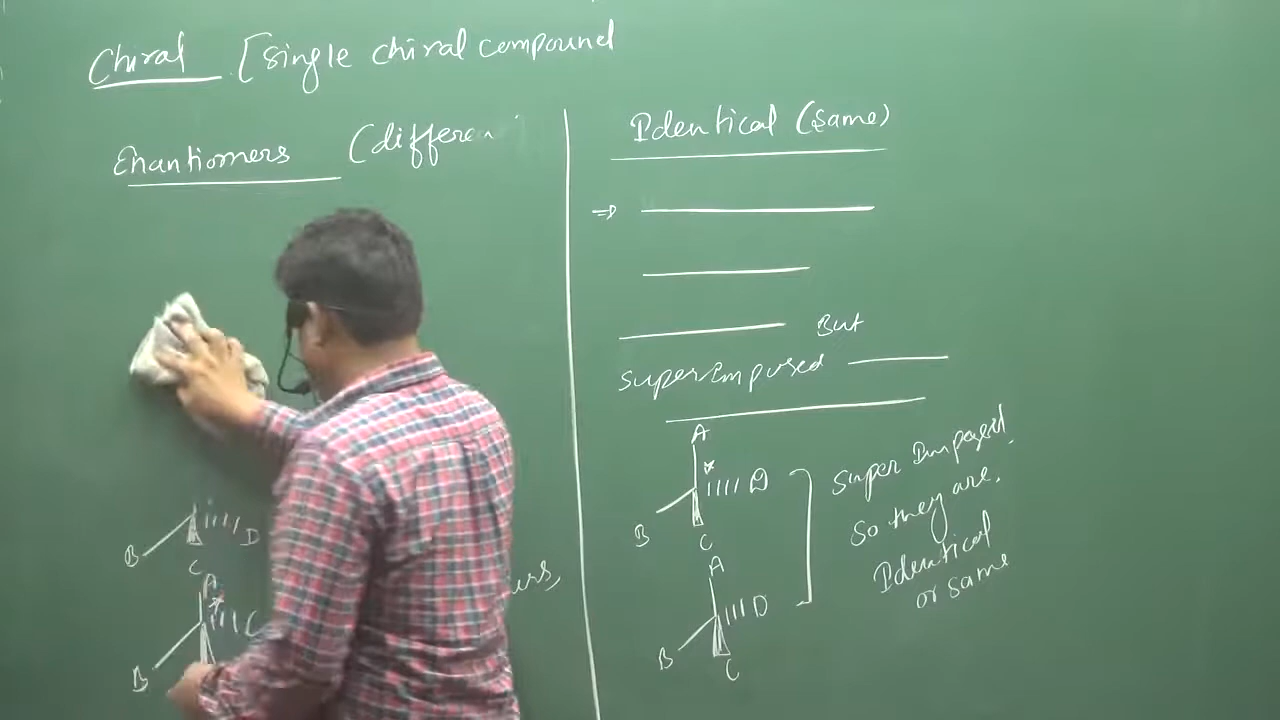 Chiral [single chiral compound
Enantiomers (differen
B D
C
A
* C
B
Identical (same)
⇒
But
SuperImposed
A
*
D
B
C
A
D
B
C
Super Imposed.
So they are.
Identical
or same